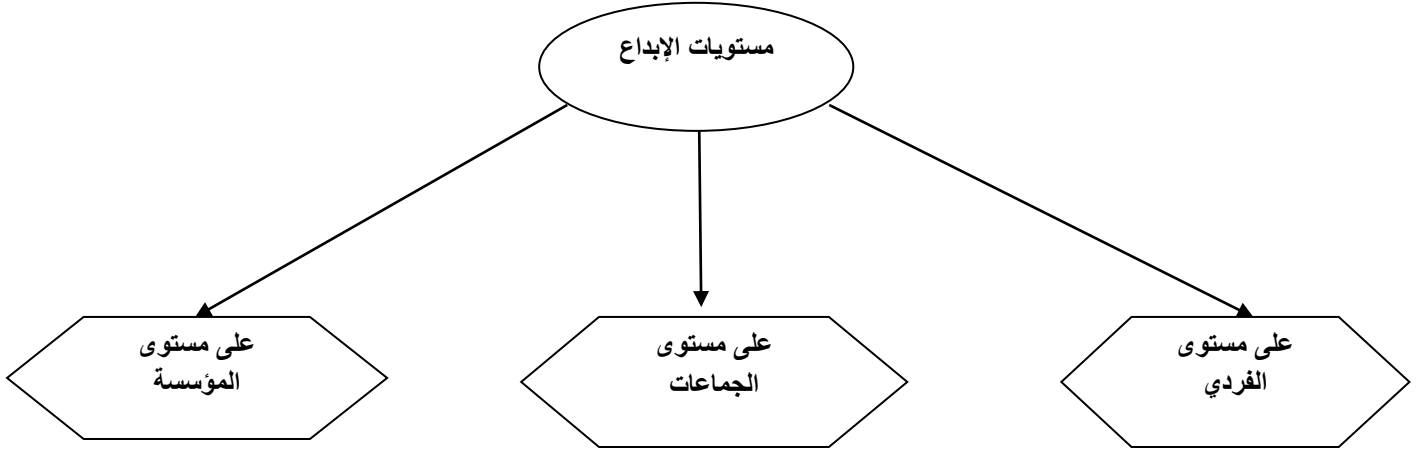 مستويات الإبداع
على مستوى
الفردي
على مستوى
الجماعات
على مستوى
المؤسسة